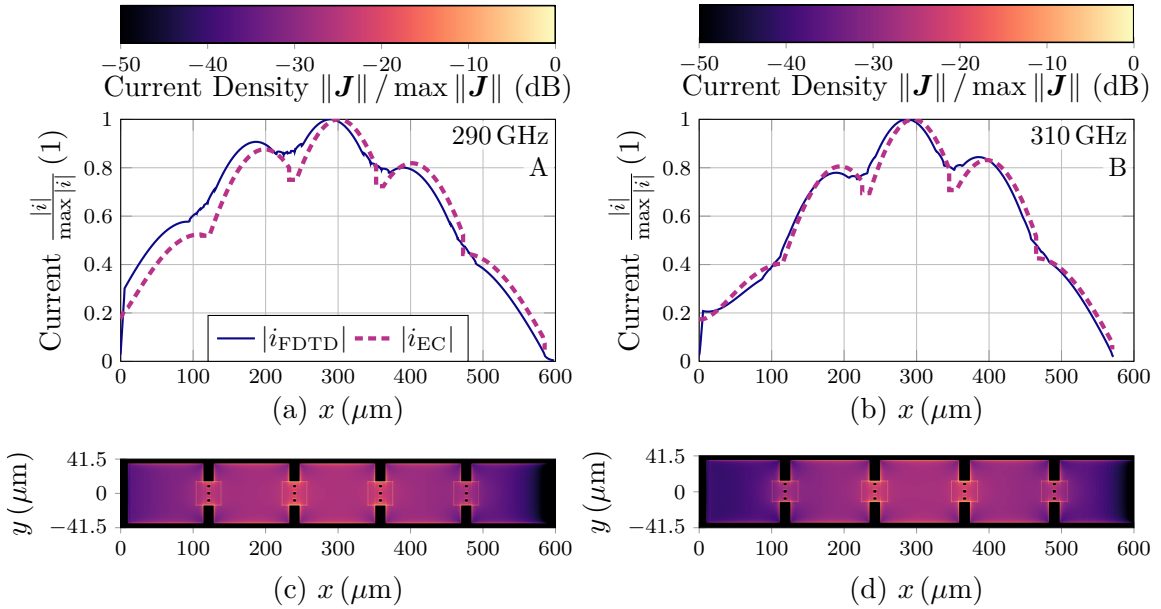 −50 −40 −30 −20 −10 0
Current Density ‖J‖ / max ‖J‖ (dB)
−50 −40 −30 −20 −10 0
Current Density ‖J‖ / max ‖J‖ (dB)
1
0.8
0.6
0.4
0.2
0
Current |i| / max |i| (1)
290 GHz
A
|i_FDTD| |i_EC|
0 100 200 300 400 500 600
(a) x (μm)
1
0.8
0.6
0.4
0.2
0
Current |i| / max |i| (1)
310 GHz
B
0 100 200 300 400 500 600
(b) x (μm)
41.5
0
−41.5
y (μm)
0 100 200 300 400 500 600
(c) x (μm)
41.5
0
−41.5
y (μm)
0 100 200 300 400 500 600
(d) x (μm)